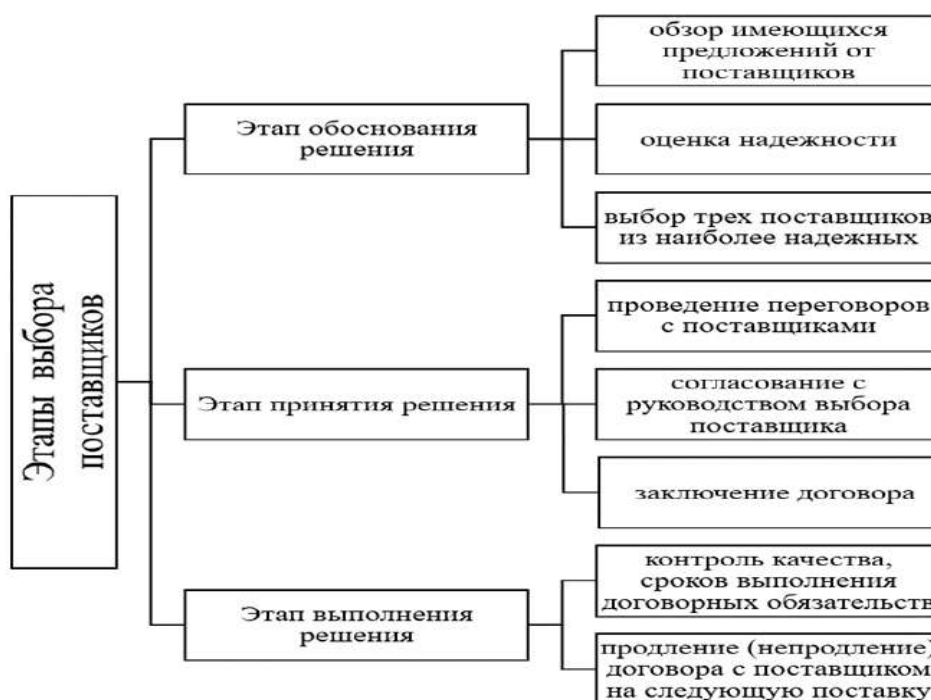 Этапы выбора
поставщиков
Этап обоснования
решения
обзор имеющихся
предложений от
поставщиков
оценка надежности
выбор трех поставщиков
из наиболее надежных
Этап принятия решения
проведение переговоров
с поставщиками
согласование с
руководством выбора
поставщика
заключение договора
Этап выполнения
решения
контроль качества,
сроков выполнения
договорных обязательств
продление (непродление)
договора с поставщиком
на следующую поставку